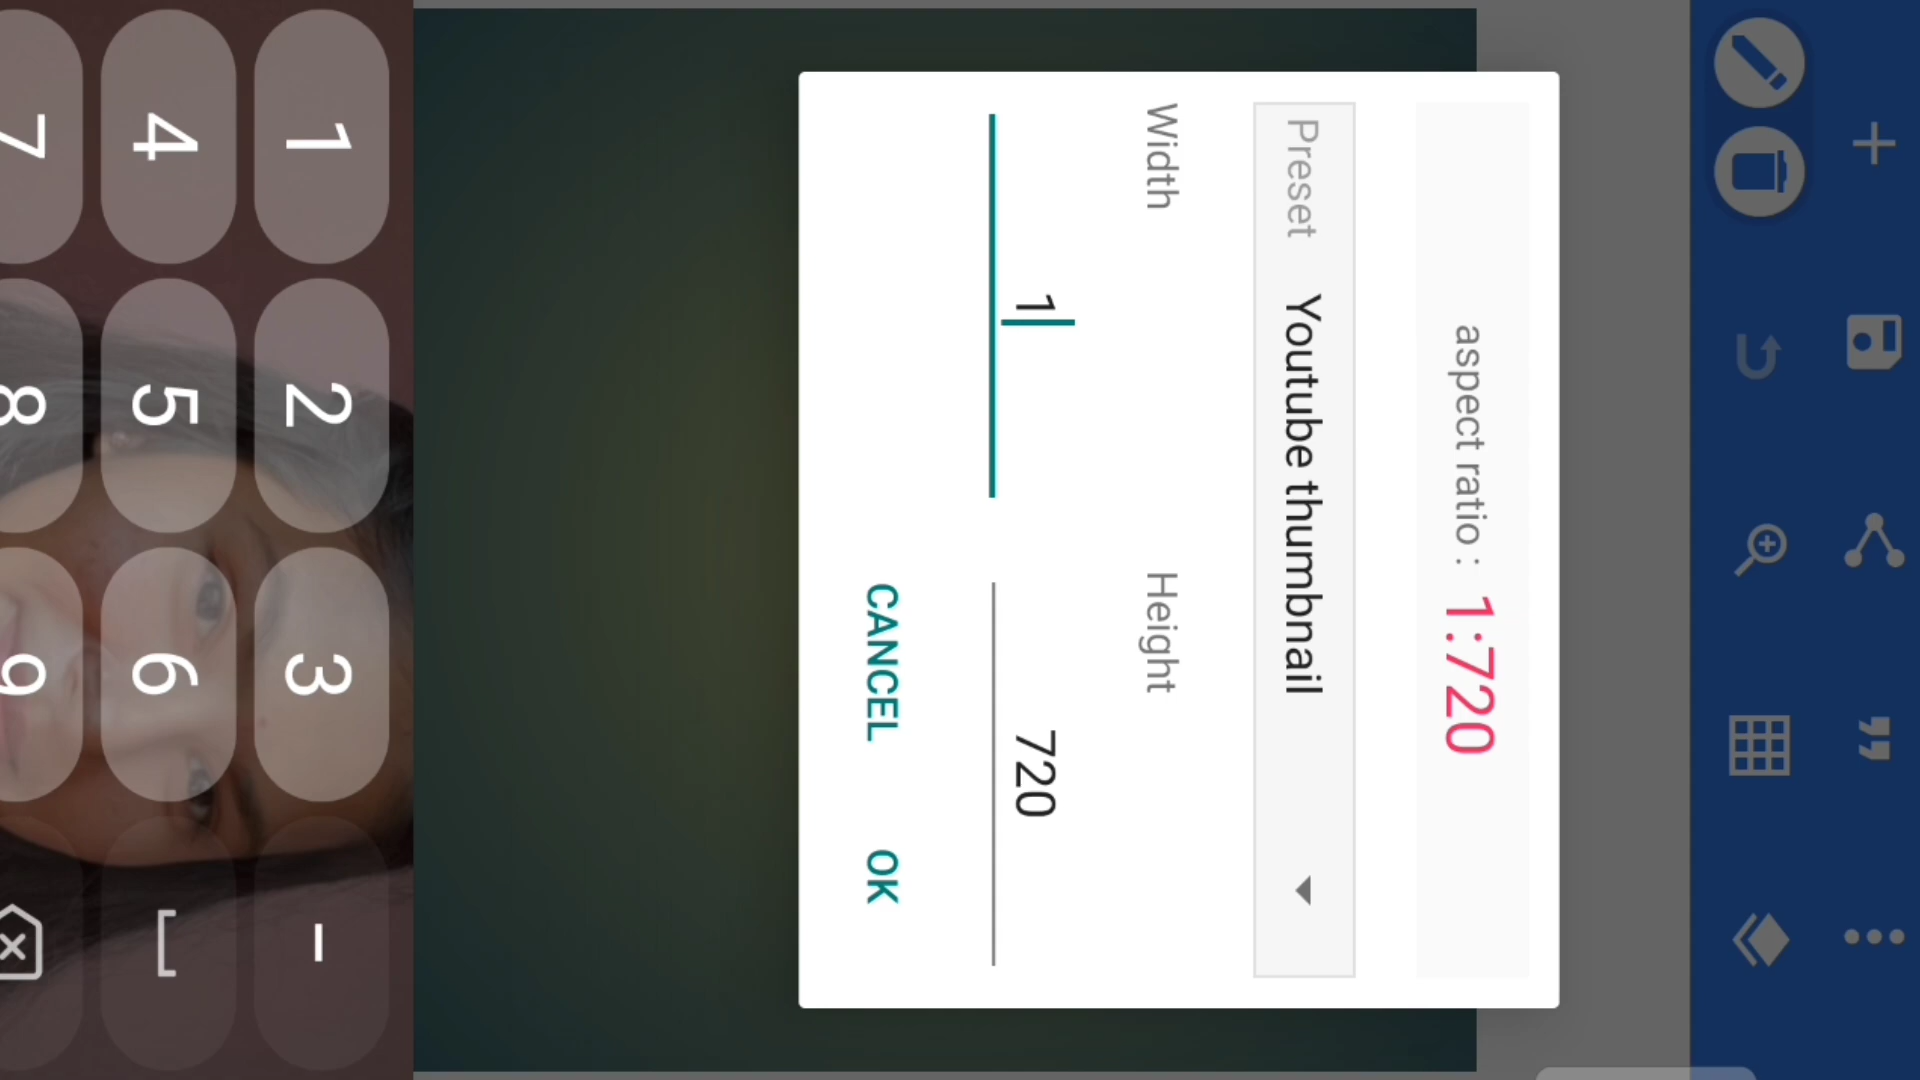 aspect ratio : 1:720
Preset Youtube thumbnail
Width Height
1 720
CANCEL OK
1 2 3 -
4 5 6 [
7 8 9